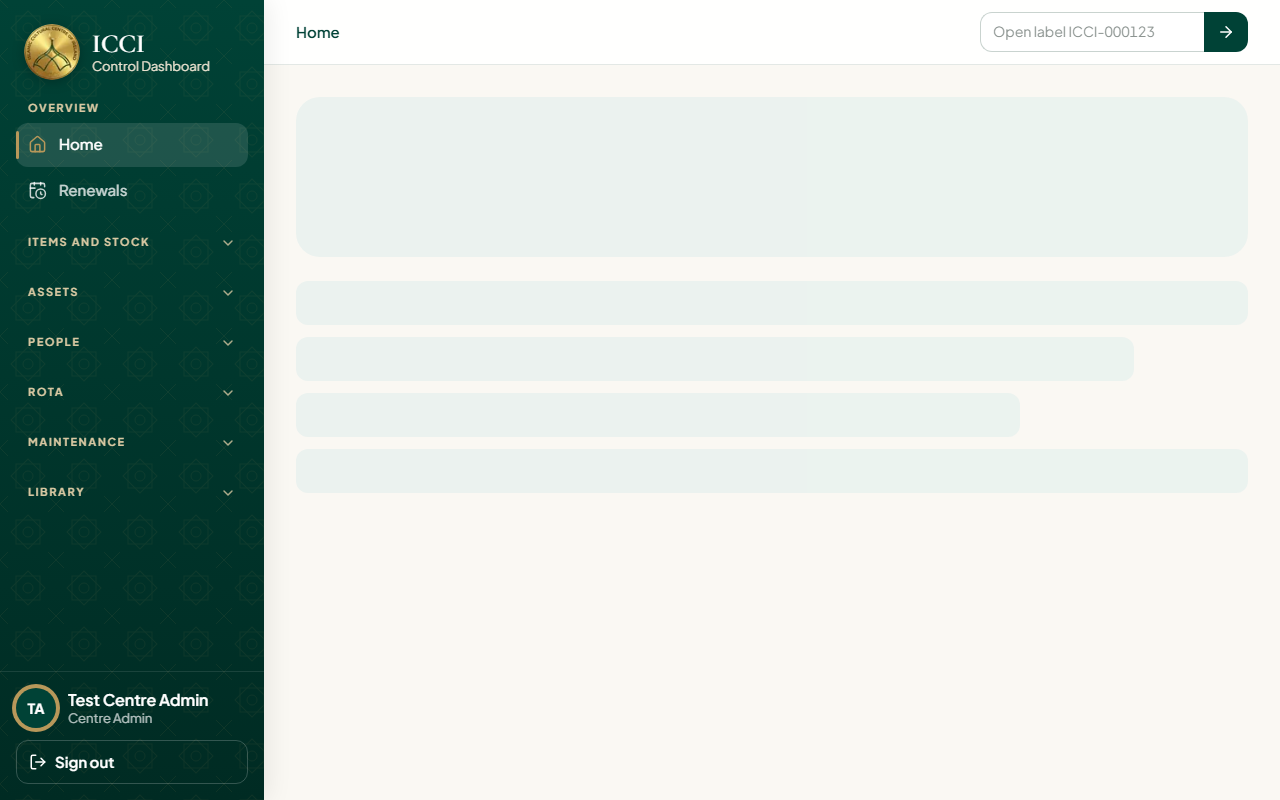 ICCI
Control Dashboard
OVERVIEW
Home
Renewals
ITEMS AND STOCK
ASSETS
PEOPLE
ROTA
MAINTENANCE
LIBRARY
TA
Test Centre Admin
Centre Admin
Sign out
Home
Open label ICCI-000123